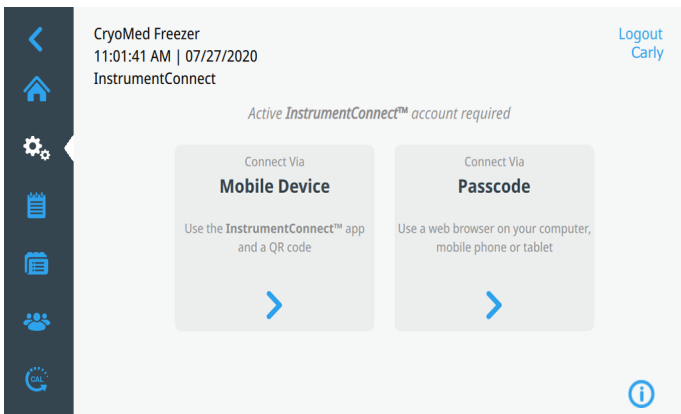 CryoMed Freezer
11:01:41 AM | 07/27/2020
InstrumentConnect
Logout
Carly
Active InstrumentConnect™ account required
Connect Via
Mobile Device
Use the InstrumentConnect™ app
and a QR code
Connect Via
Passcode
Use a web browser on your computer,
mobile phone or tablet
CAL
i